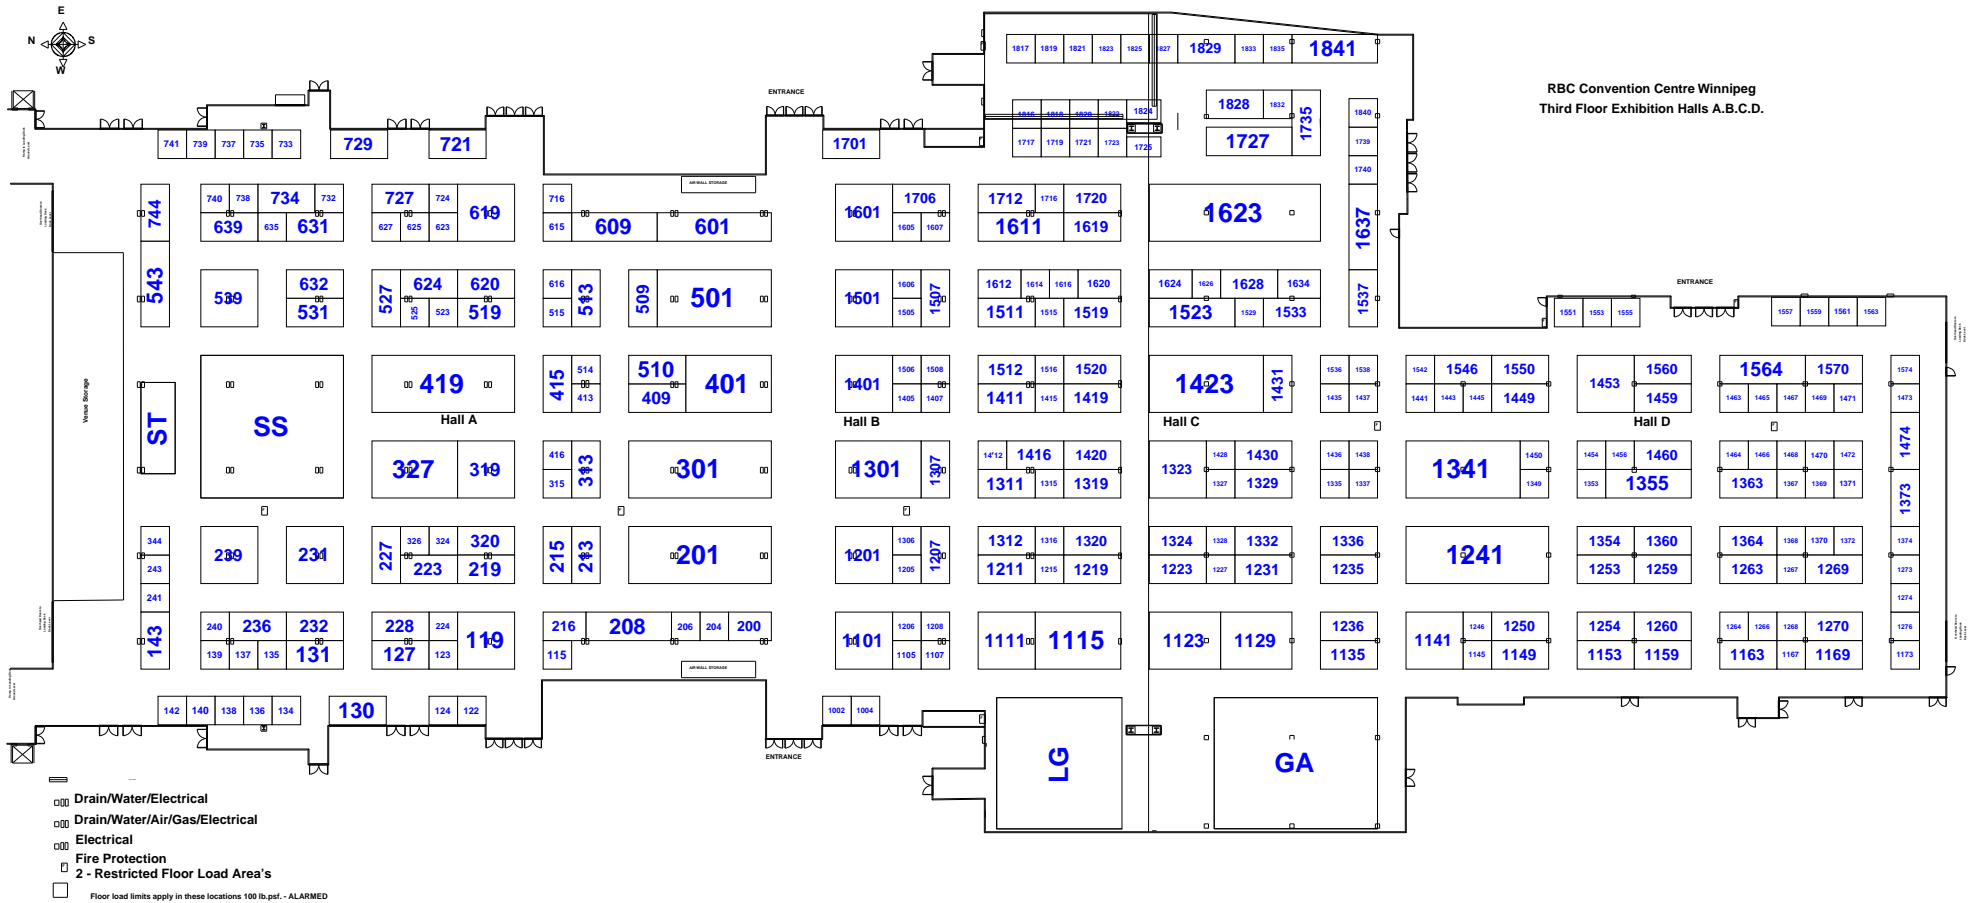 E
N S
W
RBC Convention Centre Winnipeg
Third Floor Exhibition Halls A.B.C.D.
1817 1819 1821 1823 1825 1827 1829 1833 1835 1841
ENTRANCE
1816 1818 1820 1822 1824 1828 1832 1735 1840
741 739 737 735 733 729 721 1701 1717 1719 1721 1723 1725 1727 1739
1740
AIRWALL STORAGE
744 740 738 734 732 727 724 619 716 1601 1706 1712 1716 1720 1623 1637
639 635 631 627 625 623 615 609 601 1605 1607 1611 1619
543 539 632 527 624 620 616 513 509 501 1501 1606 1507 1612 1614 1616 1620 1624 1626 1628 1634 1537
ENTRANCE
531 525 523 519 515 1505 1511 1515 1519 1523 1529 1533 1551 1553 1555 1557 1559 1561 1563
Venue Storage
ST SS 419 415 514 510 401 1401 1506 1508 1512 1516 1520 1423 1431 1536 1538 1542 1546 1550 1453 1560 1564 1570 1574
413 409 1405 1407 1411 1415 1419 1435 1437 1441 1443 1445 1449 1459 1463 1465 1467 1469 1471 1473
Hall A Hall B Hall C Hall D
327 319 416 313 301 1301 1307 14'12 1416 1420 1323 1428 1430 1436 1438 1341 1450 1454 1456 1460 1464 1466 1468 1470 1472 1474
315 1311 1315 1319 1327 1329 1335 1337 1349 1353 1355 1363 1367 1369 1371 1373
344 239 231 227 326 324 320 215 213 201 1201 1306 1207 1312 1316 1320 1324 1328 1332 1336 1241 1354 1360 1364 1368 1370 1372 1374
243 223 219 1205 1211 1215 1219 1223 1227 1231 1235 1253 1259 1263 1267 1269 1273
241 1274
143 240 236 232 228 224 119 216 208 206 204 200 1101 1206 1208 1111 1115 1123 1129 1236 1141 1246 1250 1254 1260 1264 1266 1268 1270 1276
139 137 135 131 127 123 115 1105 1107 1135 1145 1149 1153 1159 1163 1167 1169 1173
AIRWALL STORAGE
142 140 138 136 134 130 124 122 1002 1004
ENTRANCE
LG GA
Drain/Water/Electrical
Drain/Water/Air/Gas/Electrical
Electrical
Fire Protection
2 - Restricted Floor Load Area's
Floor load limits apply in these locations 100 lb.psf. - ALARMED